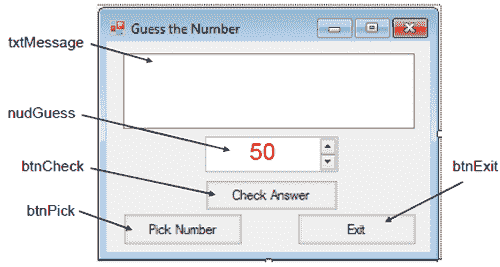 Guess the Number
txtMessage
nudGuess
50
btnCheck
Check Answer
btnExit
btnPick
Pick Number
Exit